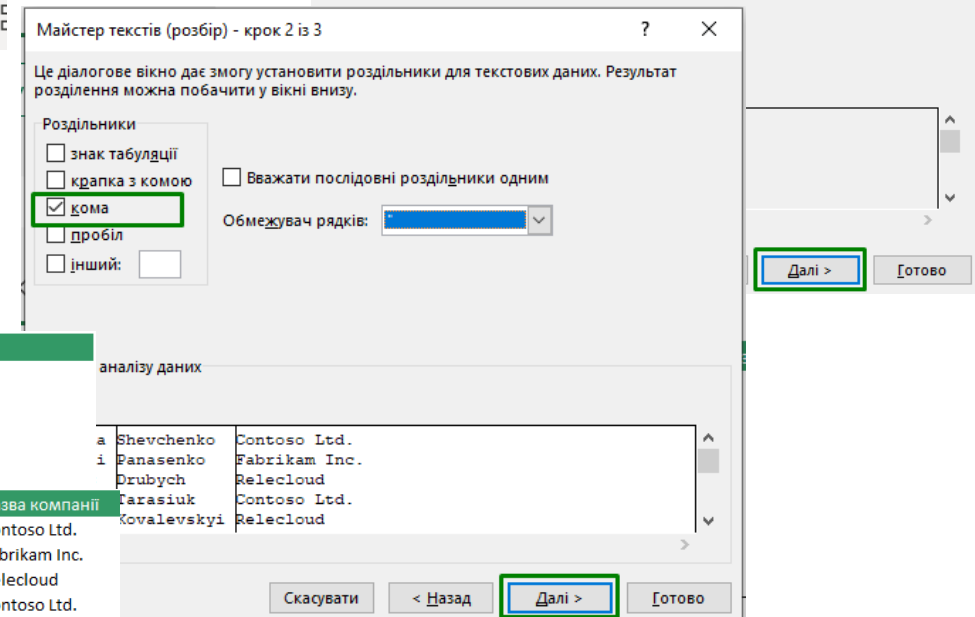 Майстер текстів (розбір) - крок 2 із 3
?
Це діалогове вікно дає змогу установити роздільники для текстових даних. Результат
розділення можна побачити у вікні внизу.
Роздільники
знак табуляції
крапка з комою
кома
пробіл
інший:
Вважати послідовні роздільники одним
Обмежувач рядків: "
Далі >
Готово
аналізу даних
а Shevchenko Contoso Ltd.
i Panasenko Fabrikam Inc.
Drubych Relecloud
Tarasiuk Contoso Ltd.
Kovalevskyi Relecloud
зва компанії
ntoso Ltd.
brikam Inc.
lecloud
ntoso Ltd.
Скасувати
< Назад
Далі >
Готово